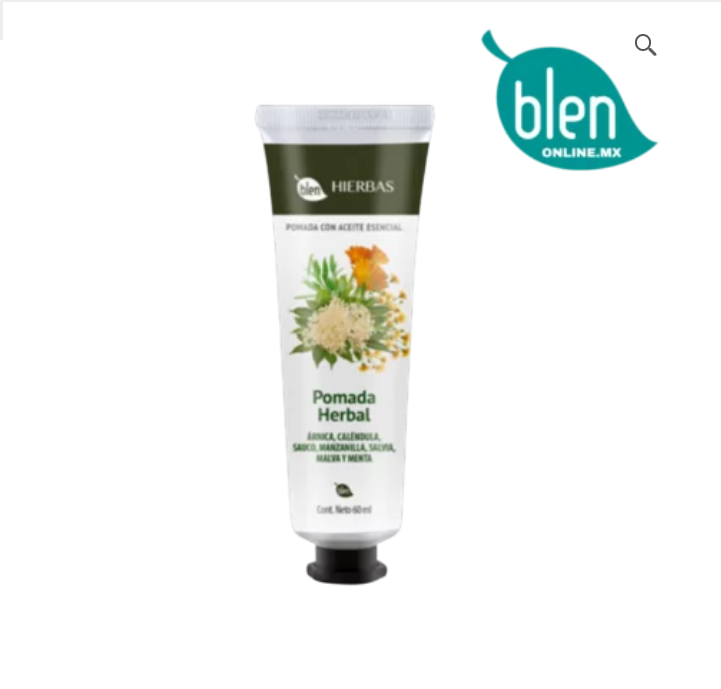 blen
ONLINE.MX
blen HIERBAS
POMADA CON ACEITE ESENCIAL
Pomada
Herbal
ÁRNICA, CALÉNDULA,
SAUCO, MANZANILLA, SALVIA,
MALVA Y MENTA
blen
Cont. Neto 60 ml